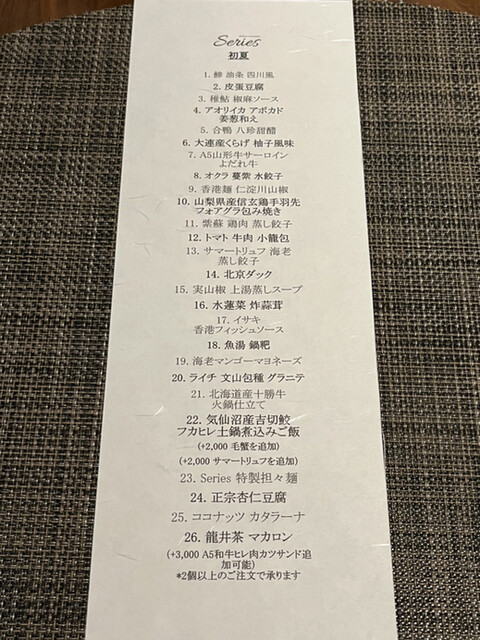 Series
初夏
1. 鯵 油条 四川風
2. 皮蛋豆腐
3. 稚鮎 椒麻ソース
4. アオリイカ アボカド
姜葱和え
5. 合鴨 八珍甜醋
6. 大連産くらげ 柚子風味
7. A5山形牛サーロイン
よだれ牛
8. オクラ 蔓紫 水餃子
9. 香港麺 仁淀川山椒
10. 山梨県産信玄鶏手羽先
フォアグラ包み焼き
11. 紫蘇 鶏肉 蒸し餃子
12. トマト 牛肉 小龍包
13. サマートリュフ 海老
蒸し餃子
14. 北京ダック
15. 実山椒 上湯蒸しスープ
16. 水蓮菜 炸蒜茸
17. イサキ
香港フィッシュソース
18. 魚湯 鍋粑
19. 海老マンゴーマヨネーズ
20. ライチ 文山包種 グラニテ
21. 北海道産十勝牛
火鍋仕立て
22. 気仙沼産吉切鮫
フカヒレ土鍋煮込みご飯
(+2,000 毛蟹を追加)
(+2,000 サマートリュフを追加)
23. Series 特製担々麺
24. 正宗杏仁豆腐
25. ココナッツ カタラーナ
26. 龍井茶 マカロン
(+3,000 A5和牛ヒレ肉カツサンド追
加可能)
*2個以上のご注文で承ります